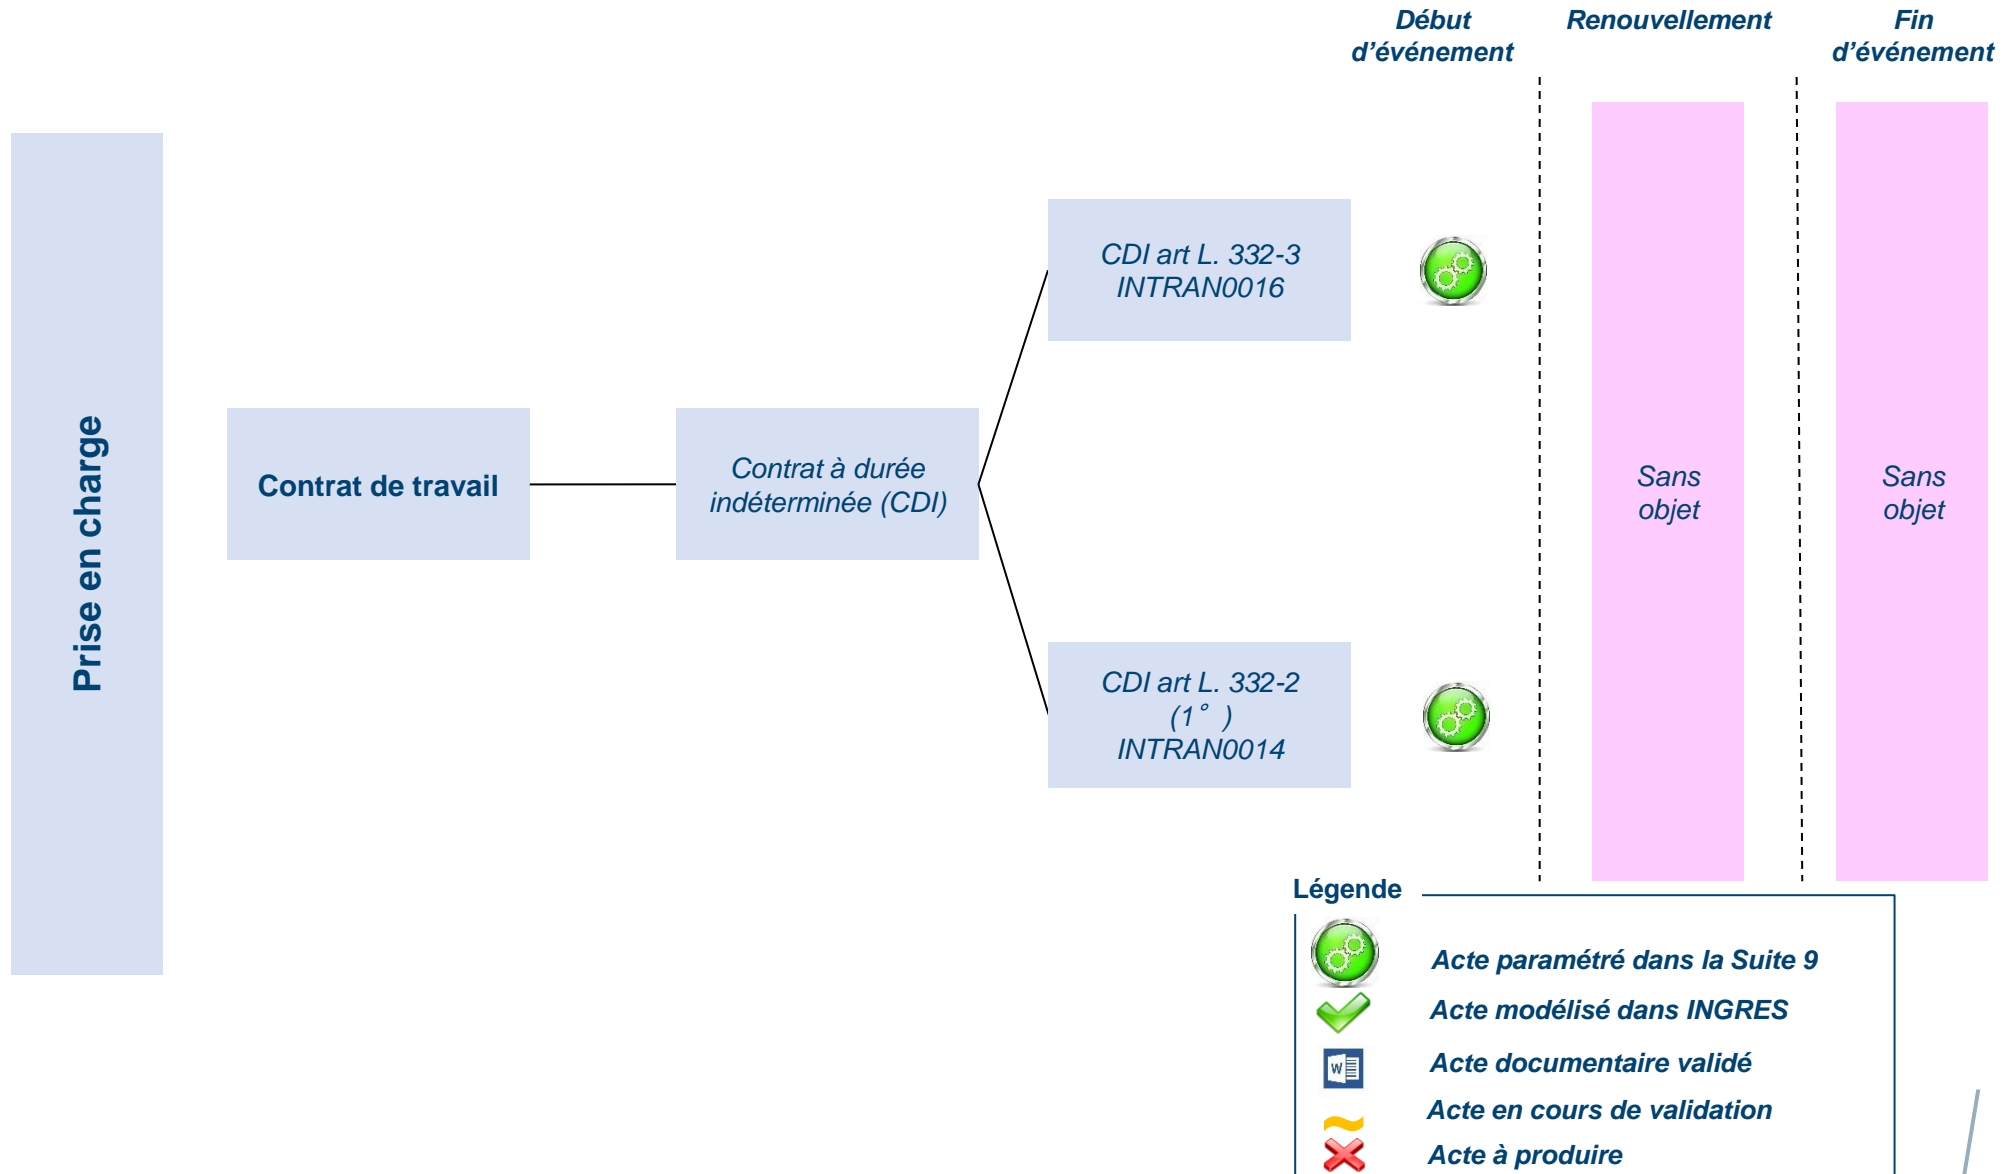 Début
d’événement
Renouvellement
Fin
d’événement
Prise en charge
Contrat de travail
Contrat à durée
indéterminée (CDI)
CDI art L. 332-3
INTRAN0016
CDI art L. 332-2
(1° )
INTRAN0014
Sans
objet
Sans
objet
Légende
Acte paramétré dans la Suite 9
Acte modélisé dans INGRES
W
Acte documentaire validé
Acte en cours de validation
Acte à produire